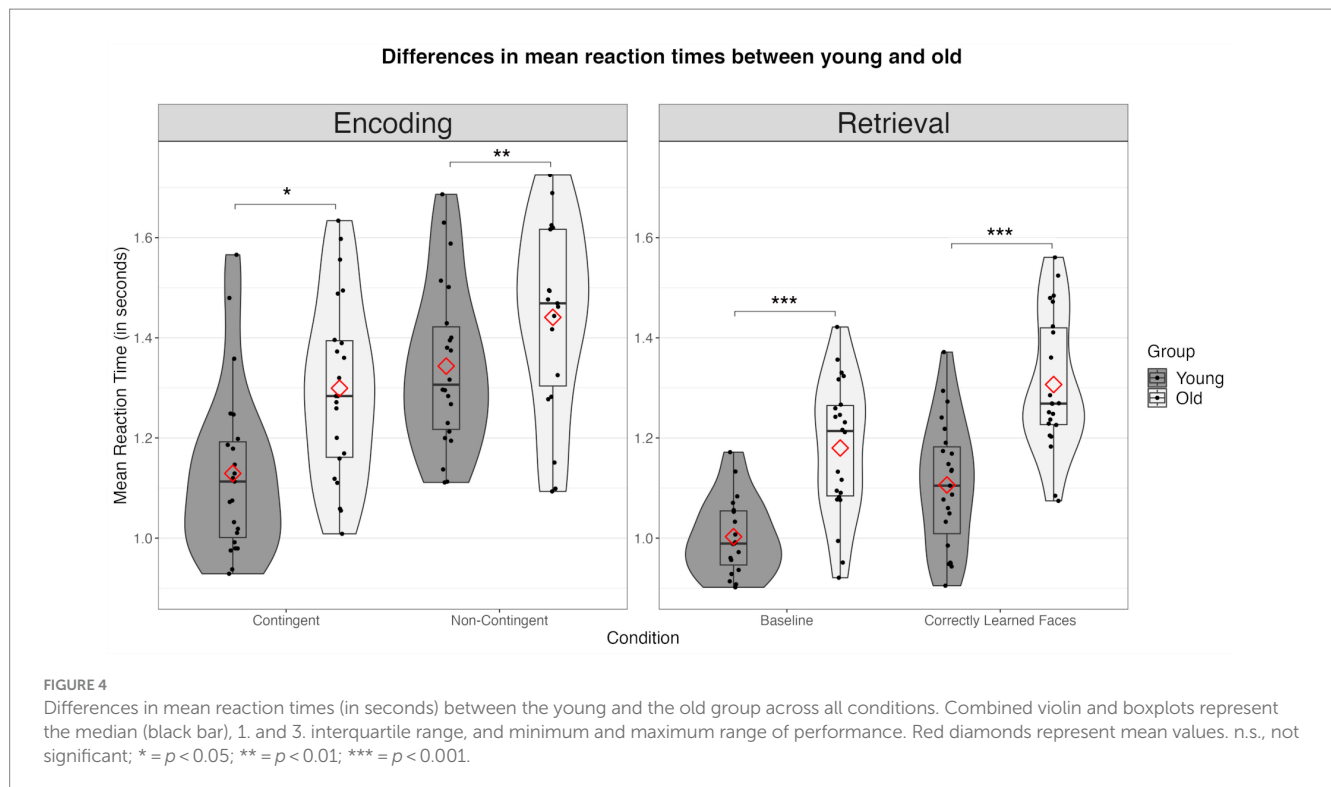 Differences in mean reaction times between young and old
Encoding
Retrieval
Mean Reaction Time (in seconds)
1.6
1.4
1.2
1.0
*
**
1.6
1.4
1.2
1.0
***
***
Group
Young
Old
Contingent
Non-Contingent
Baseline
Correctly Learned Faces
Condition
FIGURE 4
Differences in mean reaction times (in seconds) between the young and the old group across all conditions. Combined violin and boxplots represent
the median (black bar), 1. and 3. interquartile range, and minimum and maximum range of performance. Red diamonds represent mean values. n.s., not
significant; * = p < 0.05; ** = p < 0.01; *** = p < 0.001.